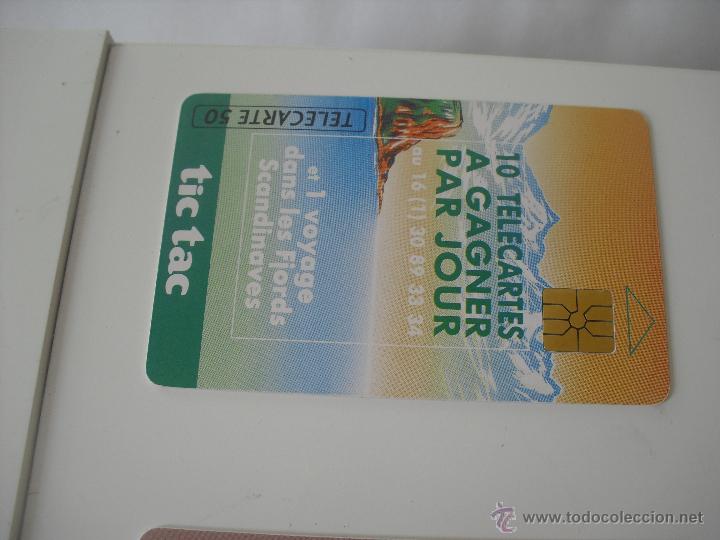 10 TELECARTES
A GAGNER
PAR JOUR
au 16 (1) 30 89 33 34
et 1 voyage
dans les Fjords
Scandinaves
tic tac
TELECARTE 50
www.todocoleccion.net